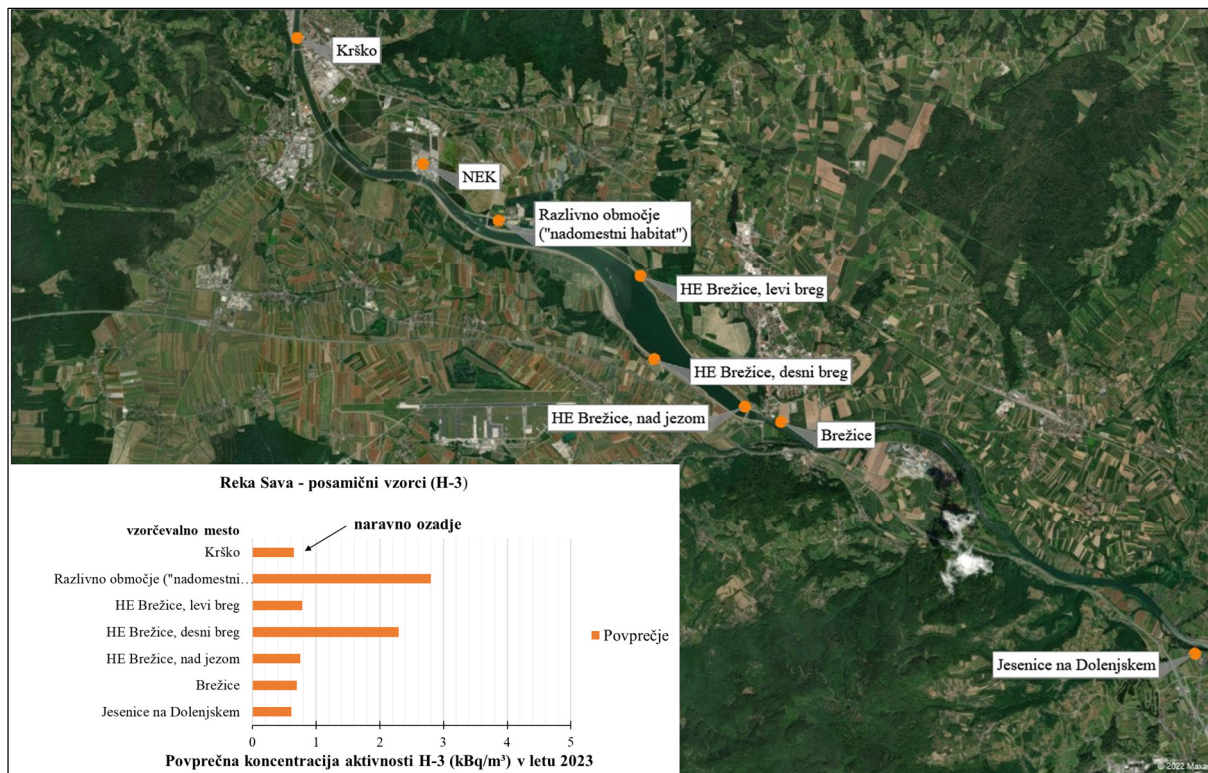 Krško
NEK
Razlivno območje
("nadomestni habitat")
HE Brežice, levi breg
HE Brežice, desni breg
HE Brežice, nad jezom
Brežice
Jesenice na Dolenjskem
Reka Sava - posamični vzorci (H-3)
vzorčevalno mesto
naravno ozadje
Krško
Razlivno območje ("nadomestni…
HE Brežice, levi breg
HE Brežice, desni breg
HE Brežice, nad jezom
Brežice
Jesenice na Dolenjskem
Povprečje
0 1 2 3 4 5
Povprečna koncentracija aktivnosti H-3 (kBq/m³) v letu 2023
© 2022 Maxar